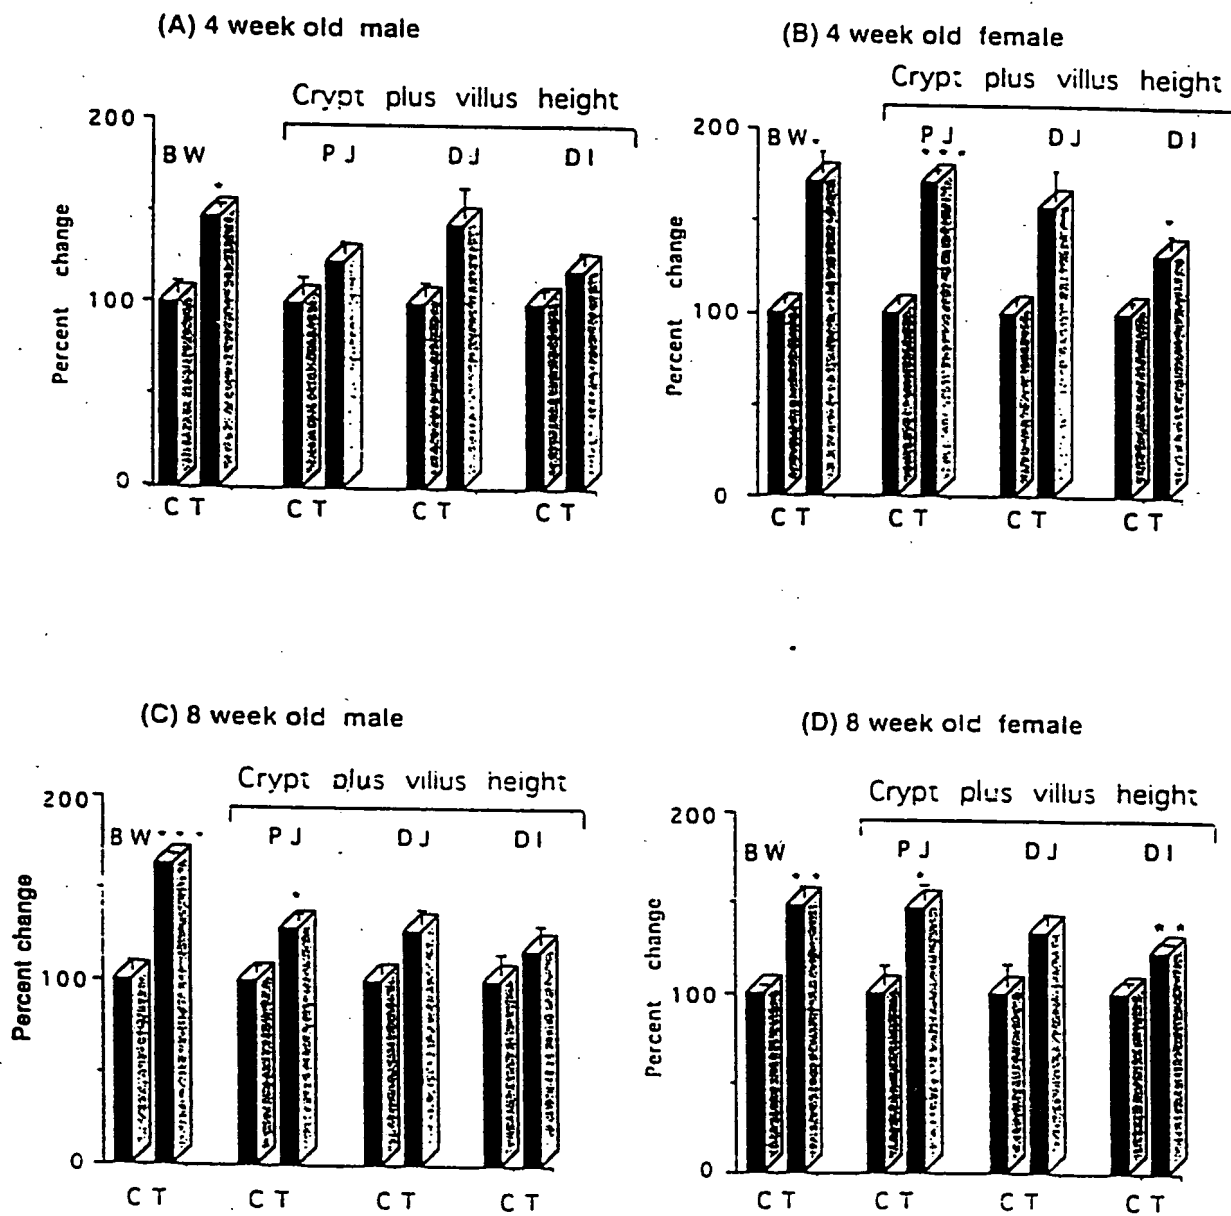 (A) 4 week old male
Crypt plus villus height
200
BW
*
PJ
DJ
DI
Percent change
100
0
C T
C T
C T
C T
(B) 4 week old female
Crypt plus villus height
200
BW
*
PJ
* * *
DJ
DI
*
Percent change
100
0
C T
C T
C T
C T
(C) 8 week old male
Crypt plus villus height
200
BW
* * *
PJ
*
DJ
DI
Percent change
100
0
C T
C T
C T
C T
(D) 8 week old female
Crypt plus villus height
200
BW
* *
PJ
*
DJ
DI
* *
Percent change
100
0
C T
C T
C T
C T